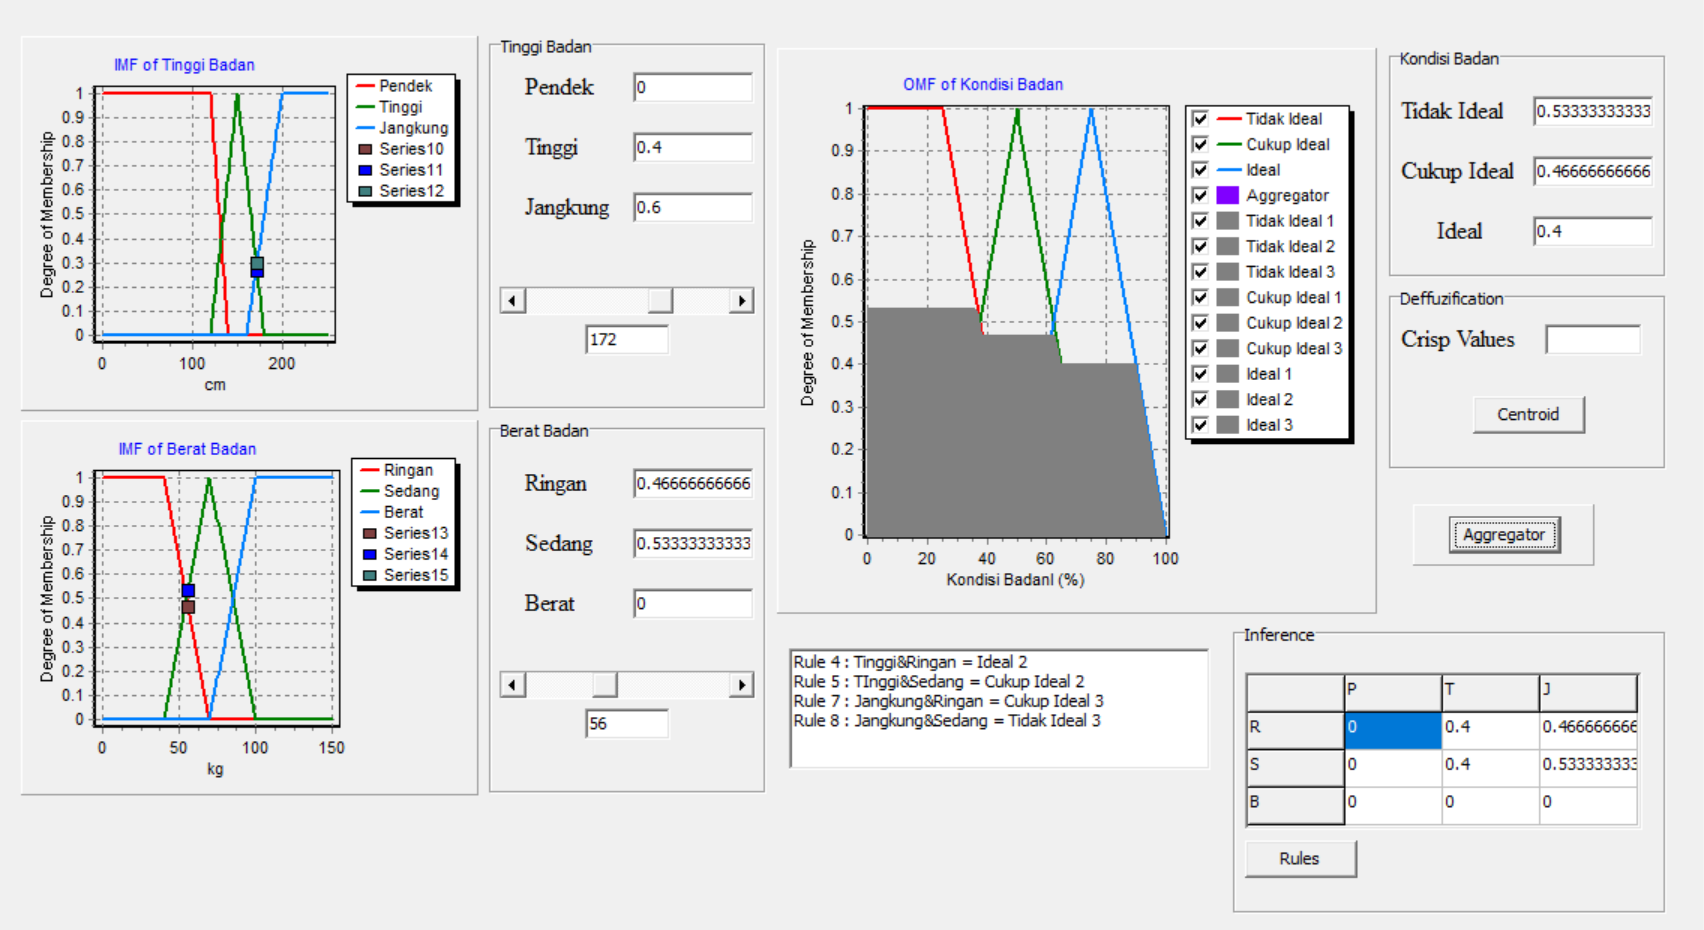 IMF of Tinggi Badan
Degree of Membership
1
0.9
0.8
0.7
0.6
0.5
0.4
0.3
0.2
0.1
0
0 100 200
cm
Pendek
Tinggi
Jangkung
Series10
Series11
Series12
Tinggi Badan
Pendek 0
Tinggi 0.4
Jangkung 0.6
172
IMF of Berat Badan
Degree of Membership
1
0.9
0.8
0.7
0.6
0.5
0.4
0.3
0.2
0.1
0
0 50 100 150
kg
Ringan
Sedang
Berat
Series13
Series14
Series15
Berat Badan
Ringan 0.46666666666
Sedang 0.53333333333
Berat 0
56
OMF of Kondisi Badan
Degree of Membership
1
0.9
0.8
0.7
0.6
0.5
0.4
0.3
0.2
0.1
0
0 20 40 60 80 100
Kondisi Badanl (%)
Tidak Ideal
Cukup Ideal
Ideal
Aggregator
Tidak Ideal 1
Tidak Ideal 2
Tidak Ideal 3
Cukup Ideal 1
Cukup Ideal 2
Cukup Ideal 3
Ideal 1
Ideal 2
Ideal 3
Kondisi Badan
Tidak Ideal 0.53333333333
Cukup Ideal 0.46666666666
Ideal 0.4
Deffuzification
Crisp Values
Centroid
Aggregator
Rule 4 : Tinggi&Ringan = Ideal 2
Rule 5 : TInggi&Sedang = Cukup Ideal 2
Rule 7 : Jangkung&Ringan = Cukup Ideal 3
Rule 8 : Jangkung&Sedang = Tidak Ideal 3
Inference
P T J
R 0 0.4 0.466666666
S 0 0.4 0.533333333
B 0 0 0
Rules